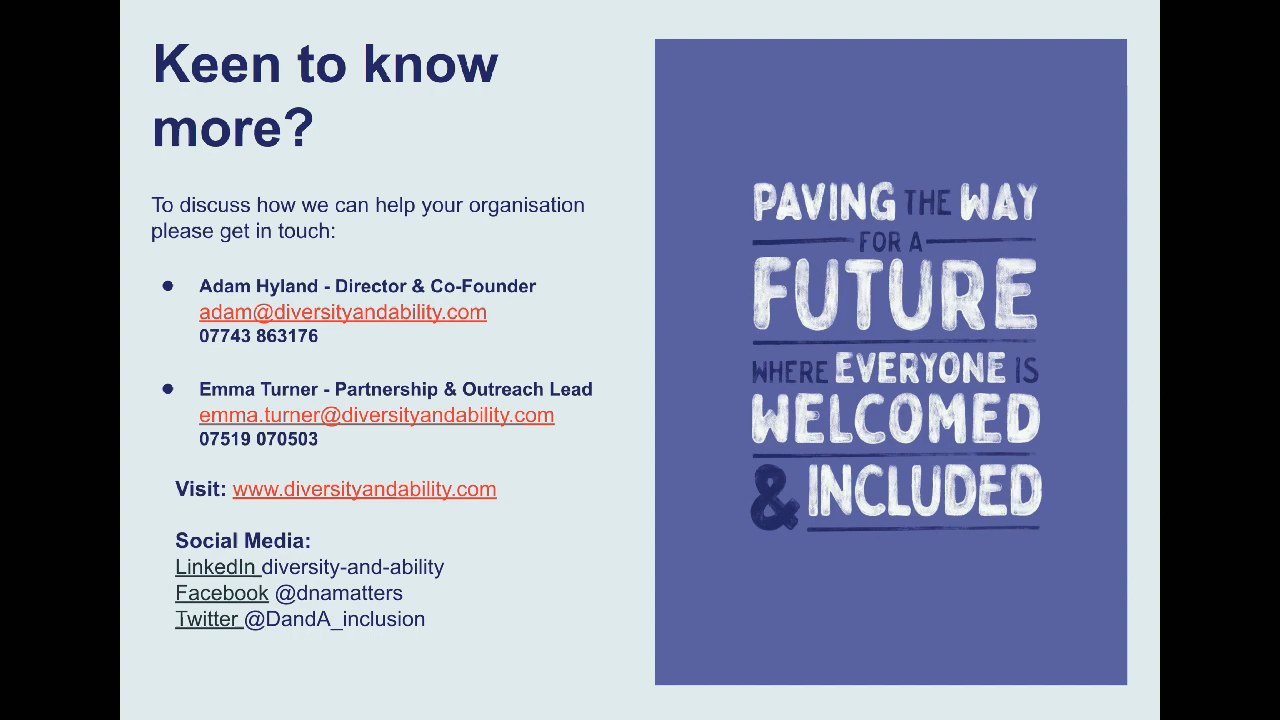 Keen to know
more?
To discuss how we can help your organisation
please get in touch:
● Adam Hyland - Director & Co-Founder
adam@diversityandability.com
07743 863176
● Emma Turner - Partnership & Outreach Lead
emma.turner@diversityandability.com
07519 070503
Visit: www.diversityandability.com
Social Media:
LinkedIn diversity-and-ability
Facebook @dnamatters
Twitter @DandA_inclusion
PAVING THE WAY
FOR A
FUTURE
WHERE EVERYONE IS
WELCOMED
& INCLUDED